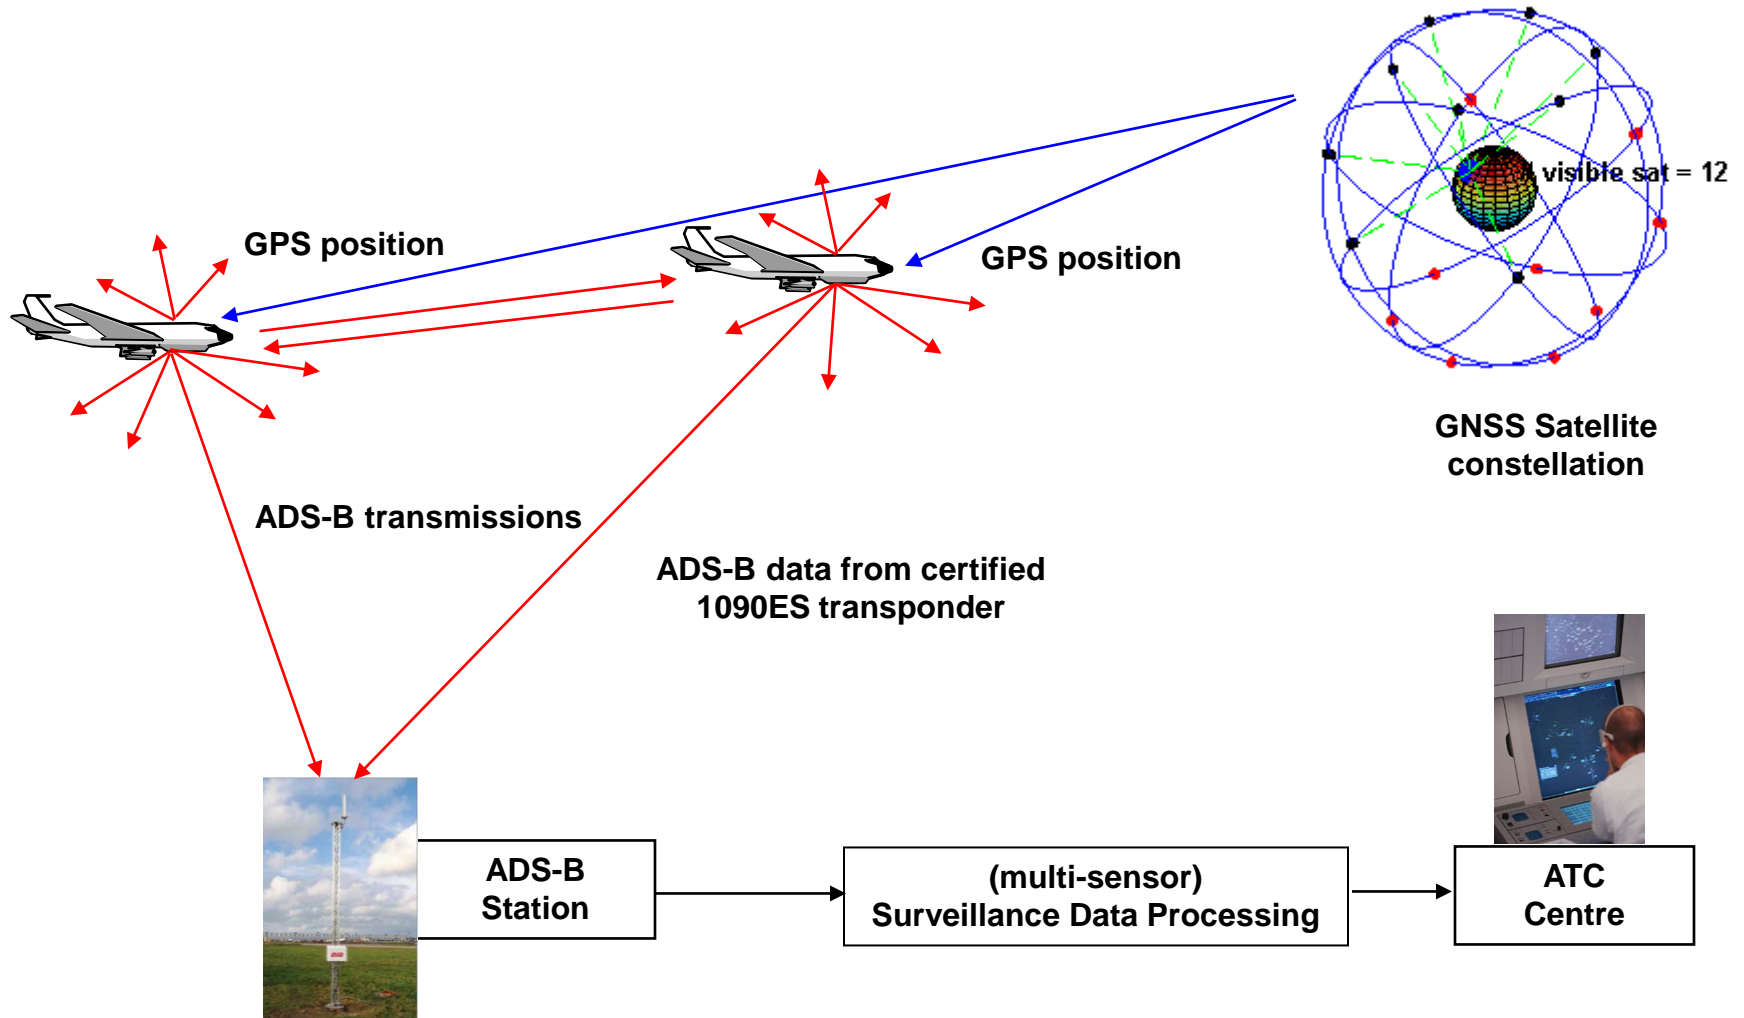 GPS position
GPS position
visible sat = 12
GNSS Satellite
constellation
ADS-B transmissions
ADS-B data from certified
1090ES transponder
ADS-B
Station
(multi-sensor)
Surveillance Data Processing
ATC
Centre